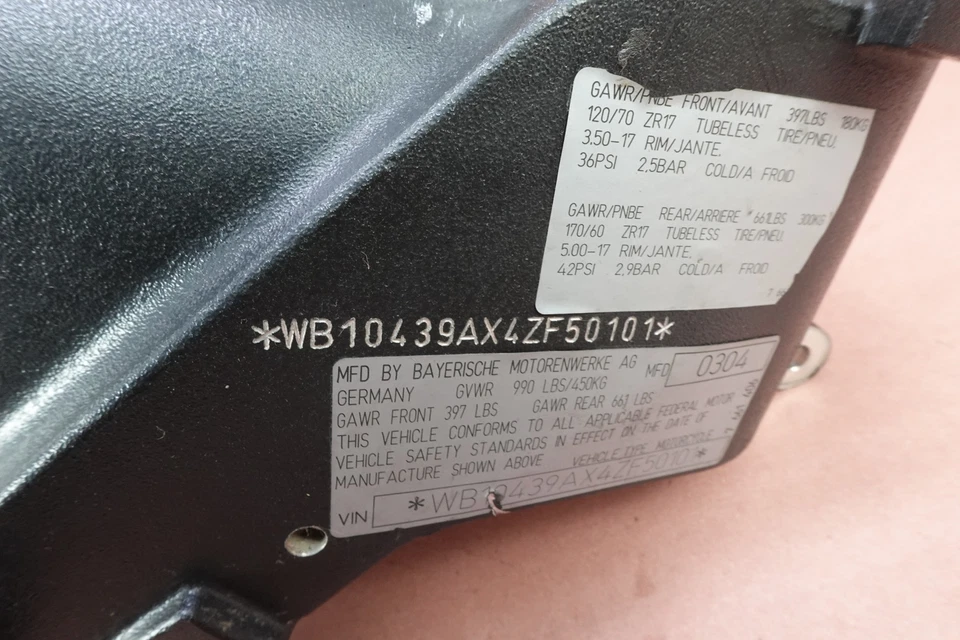 GAWR/PNBE FRONT/AVANT 397LBS 180KG
120/70 ZR17 TUBELESS TIRE/PNEU.
3.50-17 RIM/JANTE.
36PSI 2,5BAR COLD/A FROID
GAWR/PNBE REAR/ARRIERE 661LBS 300KG
170/60 ZR17 TUBELESS TIRE/PNEU.
5.00-17 RIM/JANTE.
42PSI 2,9BAR COLD/A FROID
*WB10439AX4ZF50101*
MFD BY BAYERISCHE MOTORENWERKE AG MFD 0304
GERMANY GVWR 990 LBS/450KG
GAWR FRONT 397 LBS GAWR REAR 661 LBS
THIS VEHICLE CONFORMS TO ALL APPLICABLE FEDERAL MOTOR
VEHICLE SAFETY STANDARDS IN EFFECT ON THE DATE OF
MANUFACTURE SHOWN ABOVE VEHICLE TYPE MOTORCYCLE
VIN *WB10439AX4ZF50101*